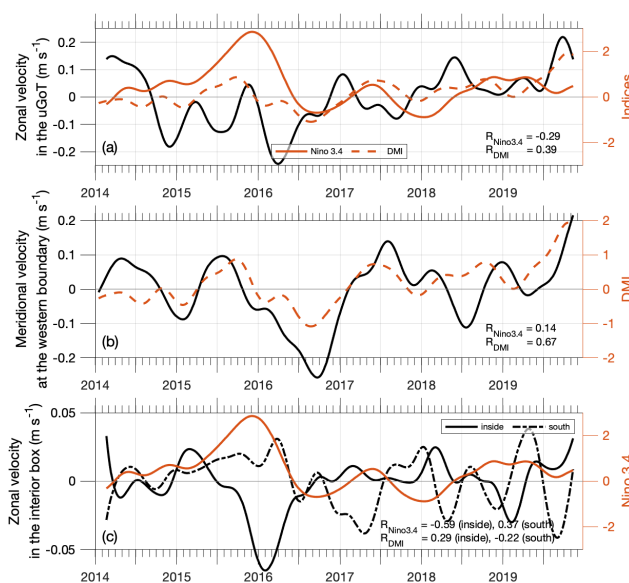 Zonal velocity
in the uGoT (m s⁻¹)
0.2
0.1
0
-0.1
-0.2
2
0
-2
Indices
(a)
Nino 3.4
DMI
R_Nino3.4 = -0.29
R_DMI = 0.39
2014 2015 2016 2017 2018 2019
Meridional velocity
at the western boundary (m s⁻¹)
0.2
0.1
0
-0.1
-0.2
2
1
0
-1
-2
DMI
(b)
R_Nino3.4 = 0.14
R_DMI = 0.67
2014 2015 2016 2017 2018 2019
Zonal velocity
in the interior box (m s⁻¹)
0.05
0
-0.05
2
0
-2
Nino 3.4
inside
south
(c)
R_Nino3.4 = -0.59 (inside), 0.37 (south)
R_DMI = 0.29 (inside), -0.22 (south)
2014 2015 2016 2017 2018 2019